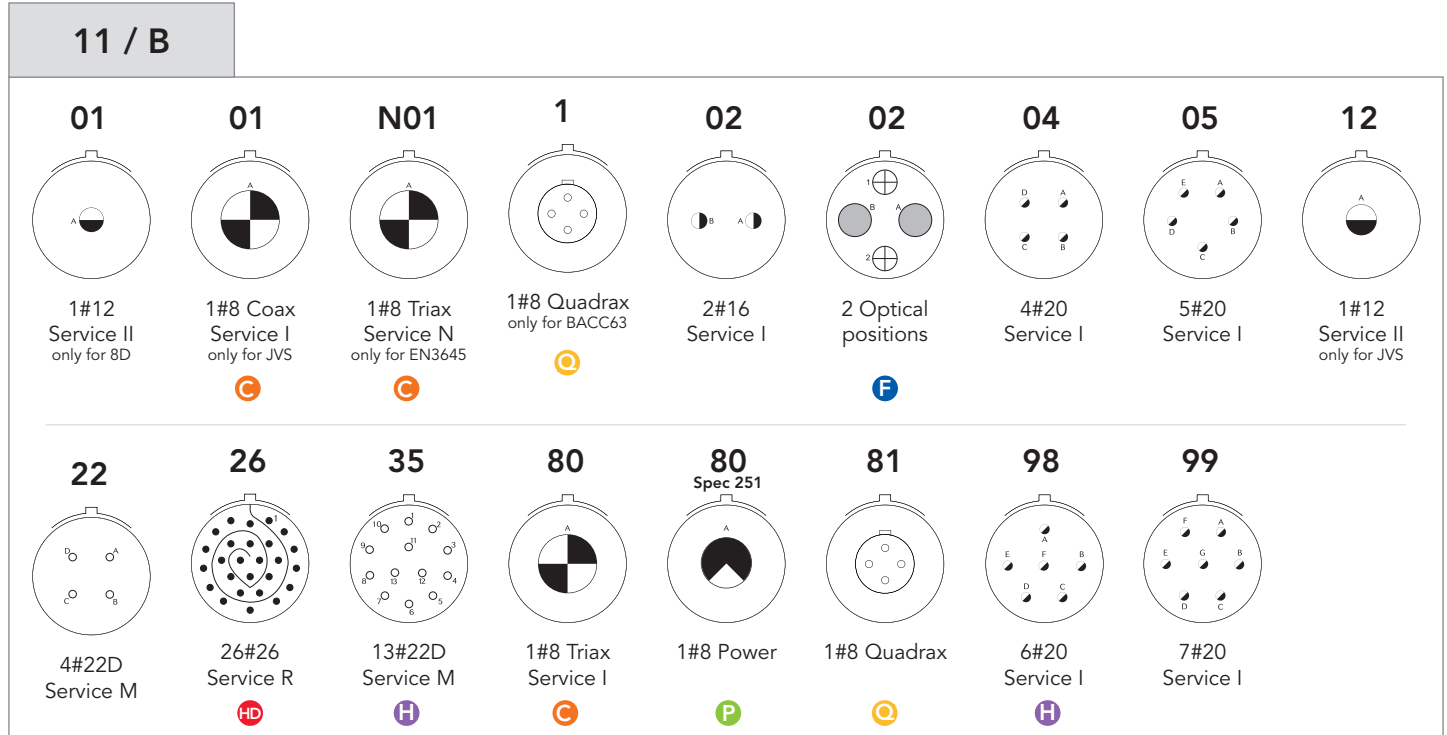 11 / B
01 01 N01 1 02 02 04 05 12
A
A
A
B A
1 B A 2
D A C B
E A D B C
A
1#12
Service II
only for 8D
1#8 Coax
Service I
only for JVS
C
1#8 Triax
Service N
only for EN3645
C
1#8 Quadrax
only for BACC63
Q
2#16
Service I
2 Optical
positions
F
4#20
Service I
5#20
Service I
1#12
Service II
only for JVS
22 26 35 80 80 81 98 99
Spec 251
D A C B
1
1 2 3 4 5 6 7 8 9 10 11 12 13
A
A
A E F B D C
F A E G B D C
4#22D
Service M
26#26
Service R
HD
13#22D
Service M
H
1#8 Triax
Service I
C
1#8 Power
P
1#8 Quadrax
Q
6#20
Service I
H
7#20
Service I